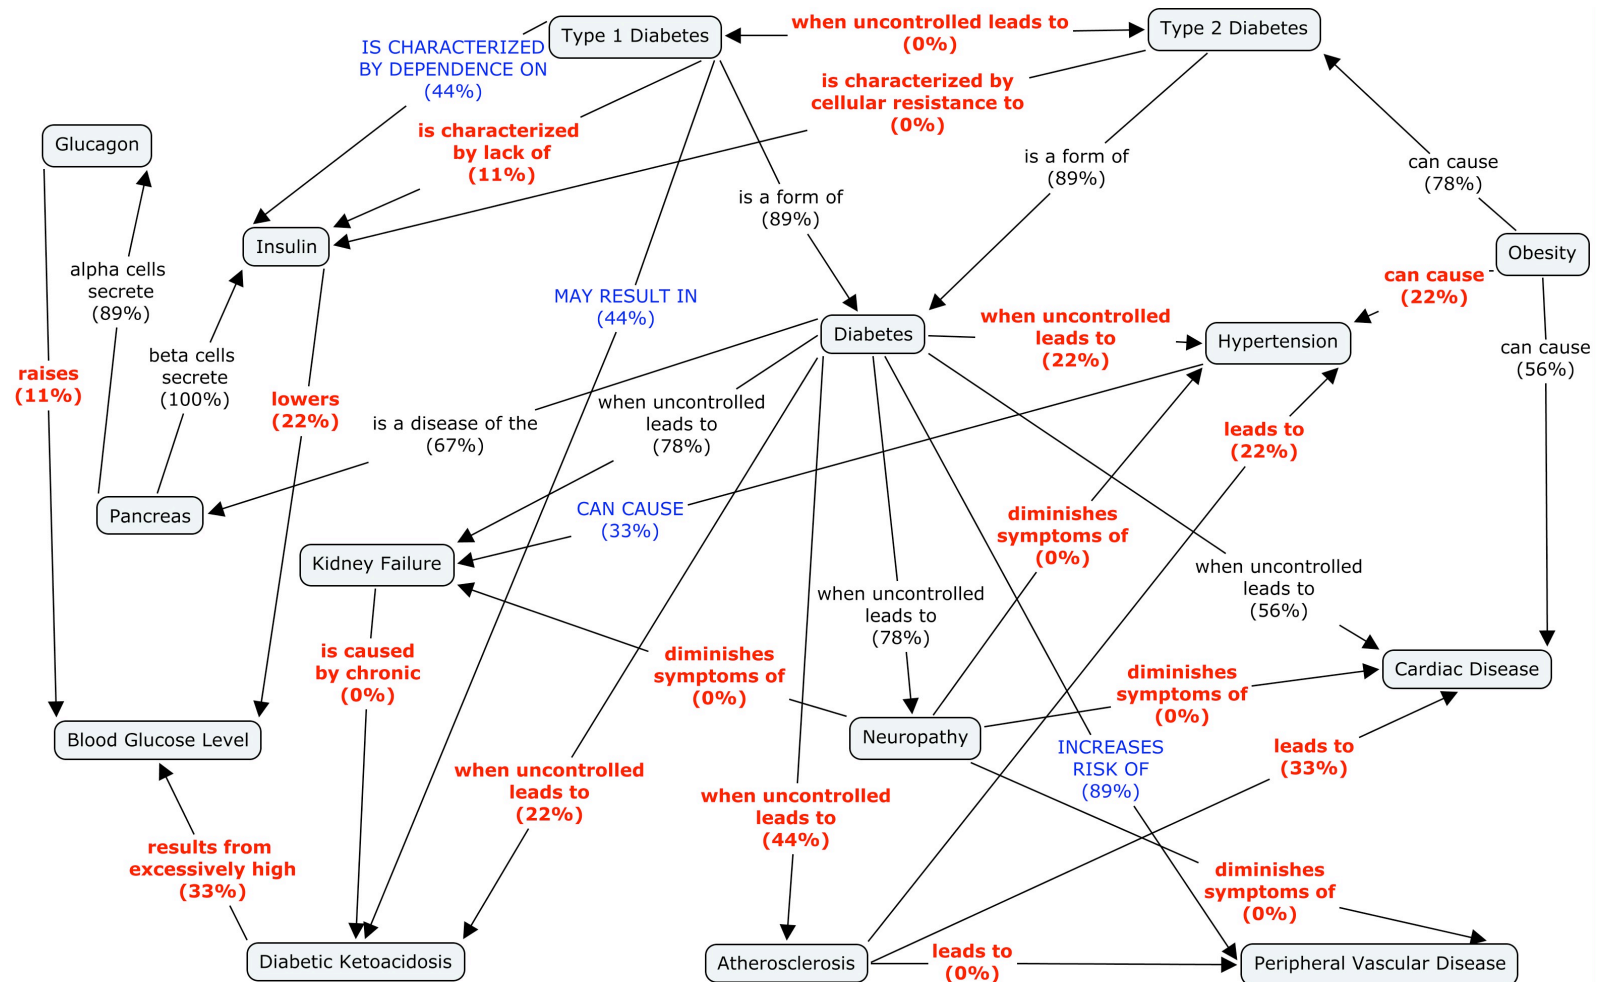 Type 1 Diabetes
when uncontrolled leads to
(0%)
Type 2 Diabetes
IS CHARACTERIZED
BY DEPENDENCE ON
(44%)
is characterized by
cellular resistance to
(0%)
Glucagon
is characterized
by lack of
(11%)
is a form of
(89%)
can cause
(78%)
is a form of
(89%)
Insulin
Obesity
alpha cells
secrete
(89%)
can cause
(22%)
MAY RESULT IN
(44%)
Diabetes
when uncontrolled
leads to
(22%)
Hypertension
can cause
(56%)
beta cells
secrete
(100%)
raises
(11%)
lowers
(22%)
is a disease of the
(67%)
when uncontrolled
leads to
(78%)
leads to
(22%)
Pancreas
CAN CAUSE
(33%)
diminishes
symptoms of
(0%)
Kidney Failure
when uncontrolled
leads to
(56%)
when uncontrolled
leads to
(78%)
is caused
by chronic
(0%)
diminishes
symptoms of
(0%)
diminishes
symptoms of
(0%)
Cardiac Disease
Blood Glucose Level
Neuropathy
INCREASES
RISK OF
(89%)
leads to
(33%)
when uncontrolled
leads to
(22%)
when uncontrolled
leads to
(44%)
results from
excessively high
(33%)
diminishes
symptoms of
(0%)
Diabetic Ketoacidosis
Atherosclerosis
leads to
(0%)
Peripheral Vascular Disease